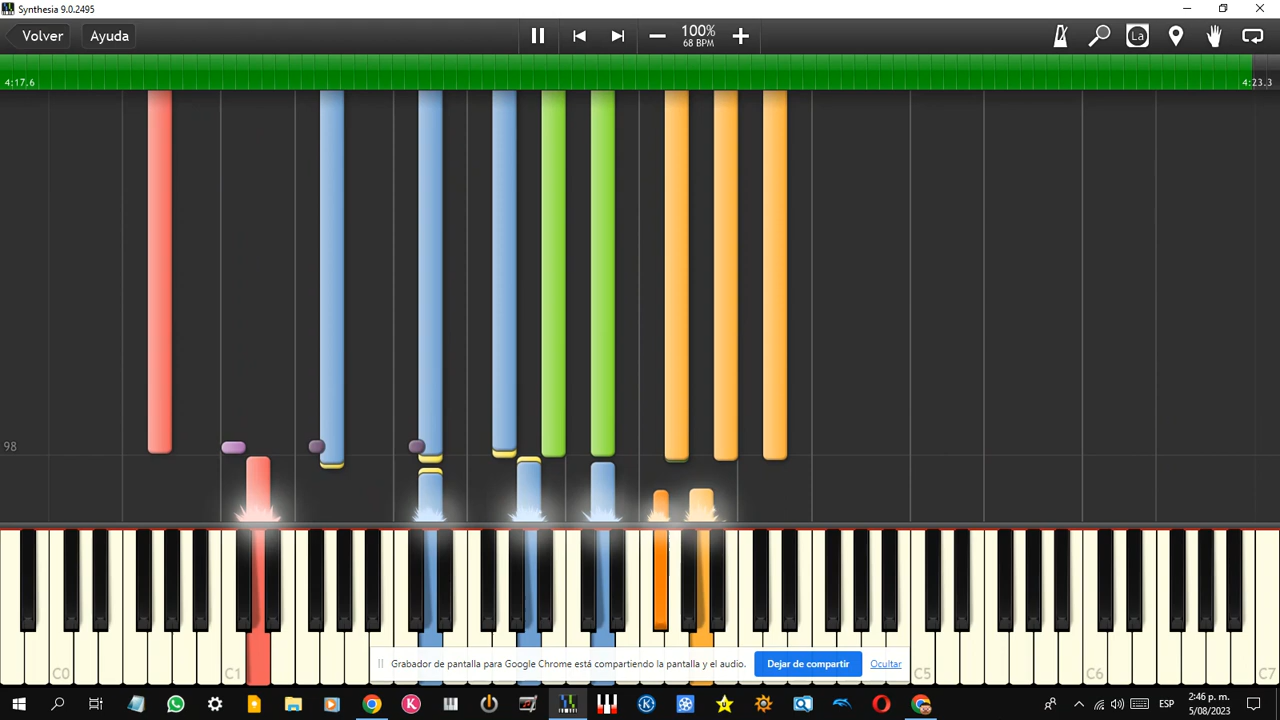 Synthesia 9.0.2495
Volver
Ayuda
100%
68 BPM
La
4:17.6
4:23.3
98
C0
C1
C5
C6
C7
Grabador de pantalla para Google Chrome está compartiendo la pantalla y el audio.
Dejar de compartir
Ocultar
ESP
2:46 p. m.
5/08/2023